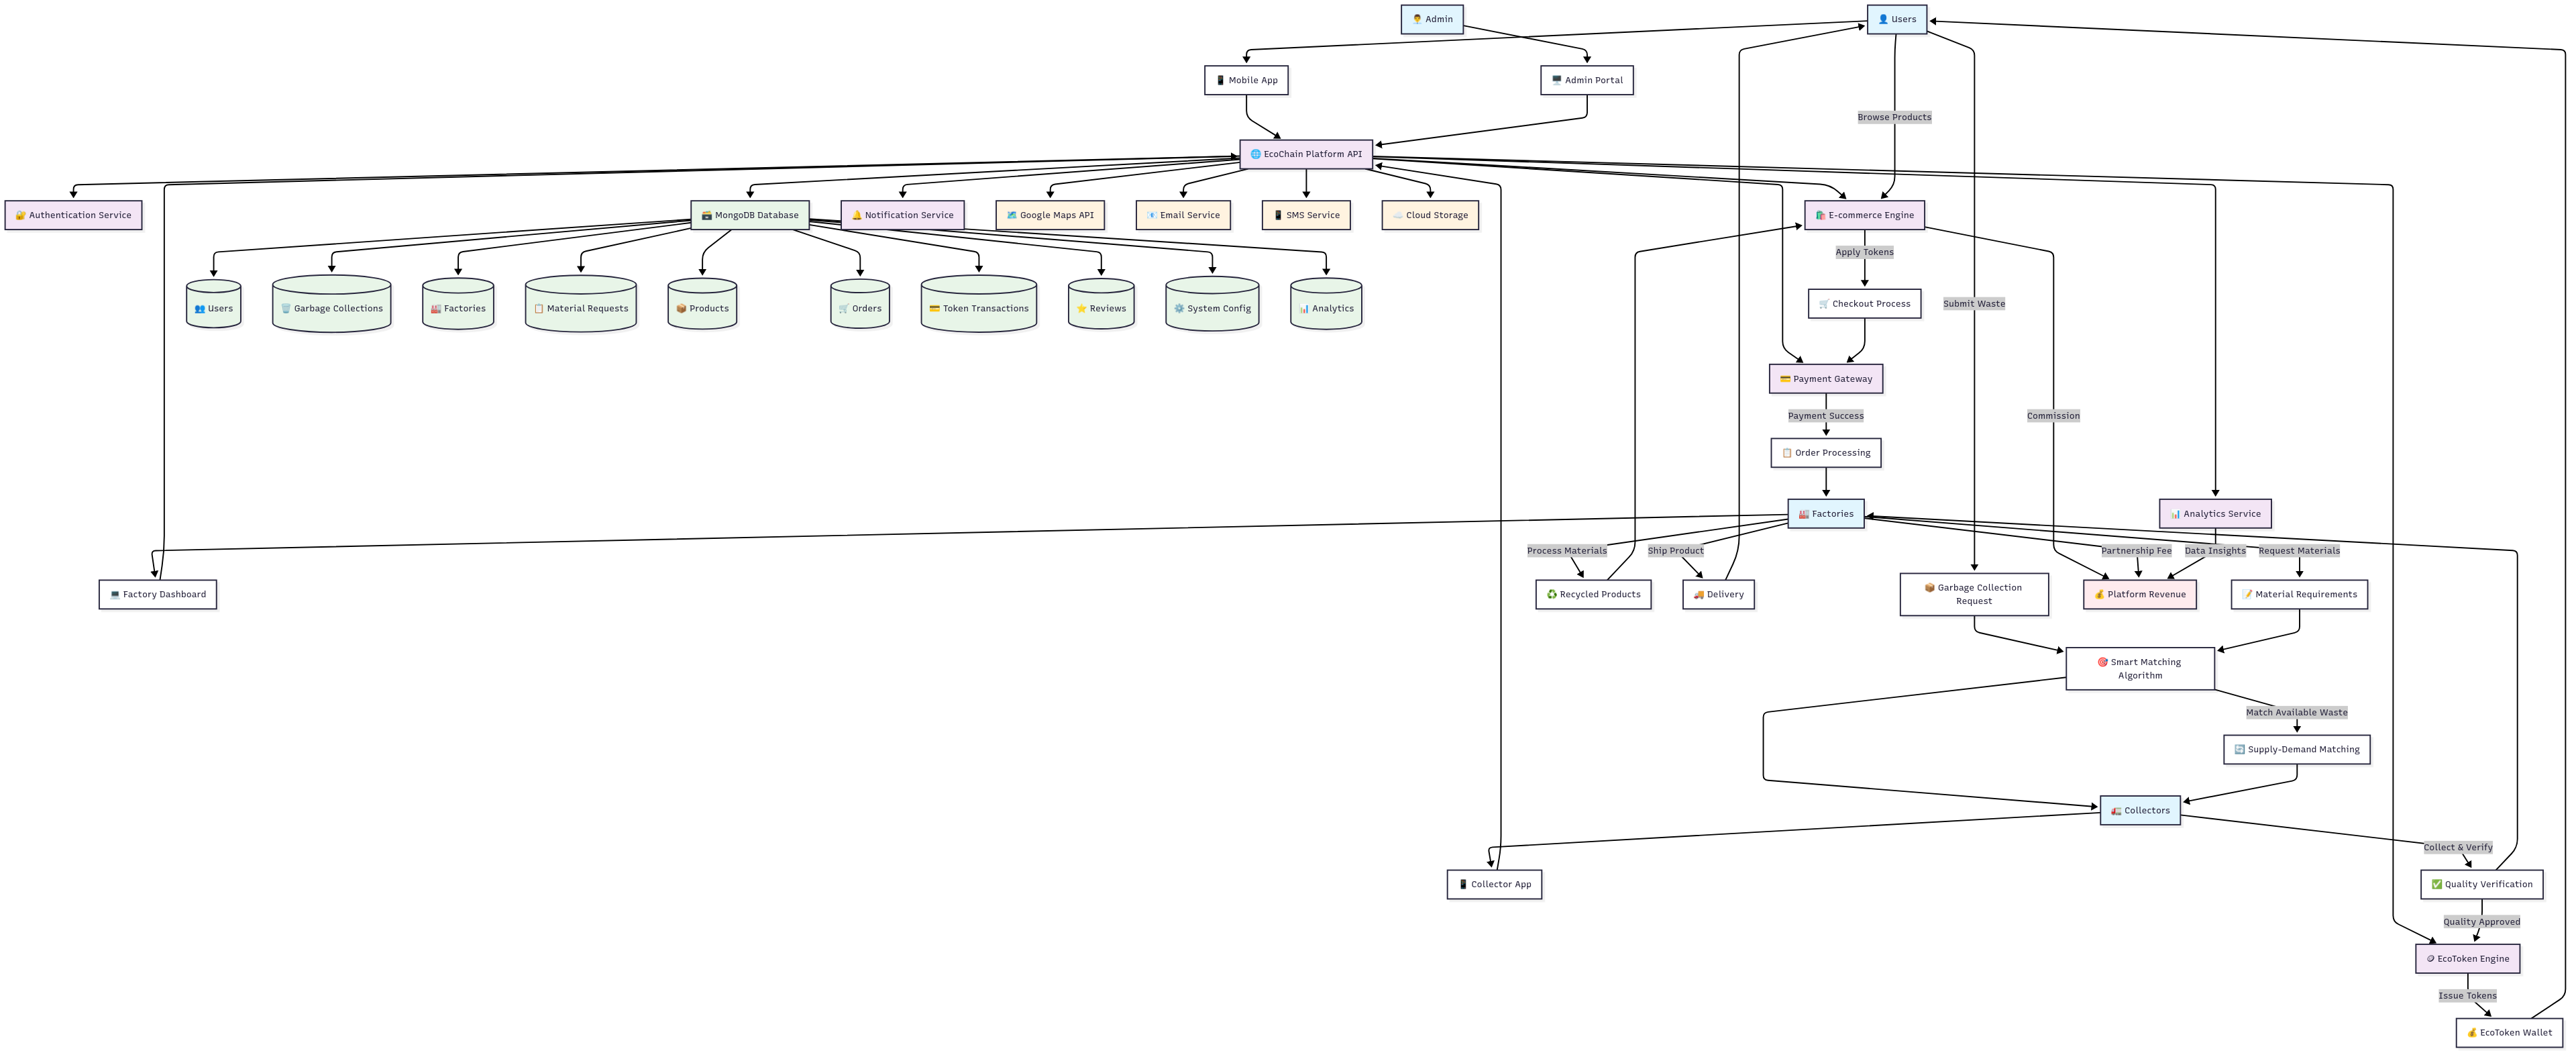 👨‍💼 Admin
👤 Users
📱 Mobile App
🖥️ Admin Portal
Browse Products
🌐 EcoChain Platform API
🔐 Authentication Service
🗃️ MongoDB Database
🔔 Notification Service
🗺️ Google Maps API
📧 Email Service
📱 SMS Service
☁️ Cloud Storage
🛍️ E-commerce Engine
Apply Tokens
👥 Users
🗑️ Garbage Collections
🏭 Factories
📋 Material Requests
📦 Products
🛒 Orders
💳 Token Transactions
⭐ Reviews
⚙️ System Config
📊 Analytics
🛒 Checkout Process
Submit Waste
💳 Payment Gateway
Payment Success
Commission
📋 Order Processing
🏭 Factories
📊 Analytics Service
Process Materials
Ship Product
Partnership Fee
Data Insights
Request Materials
💻 Factory Dashboard
♻️ Recycled Products
🚚 Delivery
📦 Garbage Collection
Request
💰 Platform Revenue
📝 Material Requirements
🎯 Smart Matching
Algorithm
Match Available Waste
🔄 Supply-Demand Matching
🚛 Collectors
Collect & Verify
📱 Collector App
✅ Quality Verification
Quality Approved
🪙 EcoToken Engine
Issue Tokens
💰 EcoToken Wallet